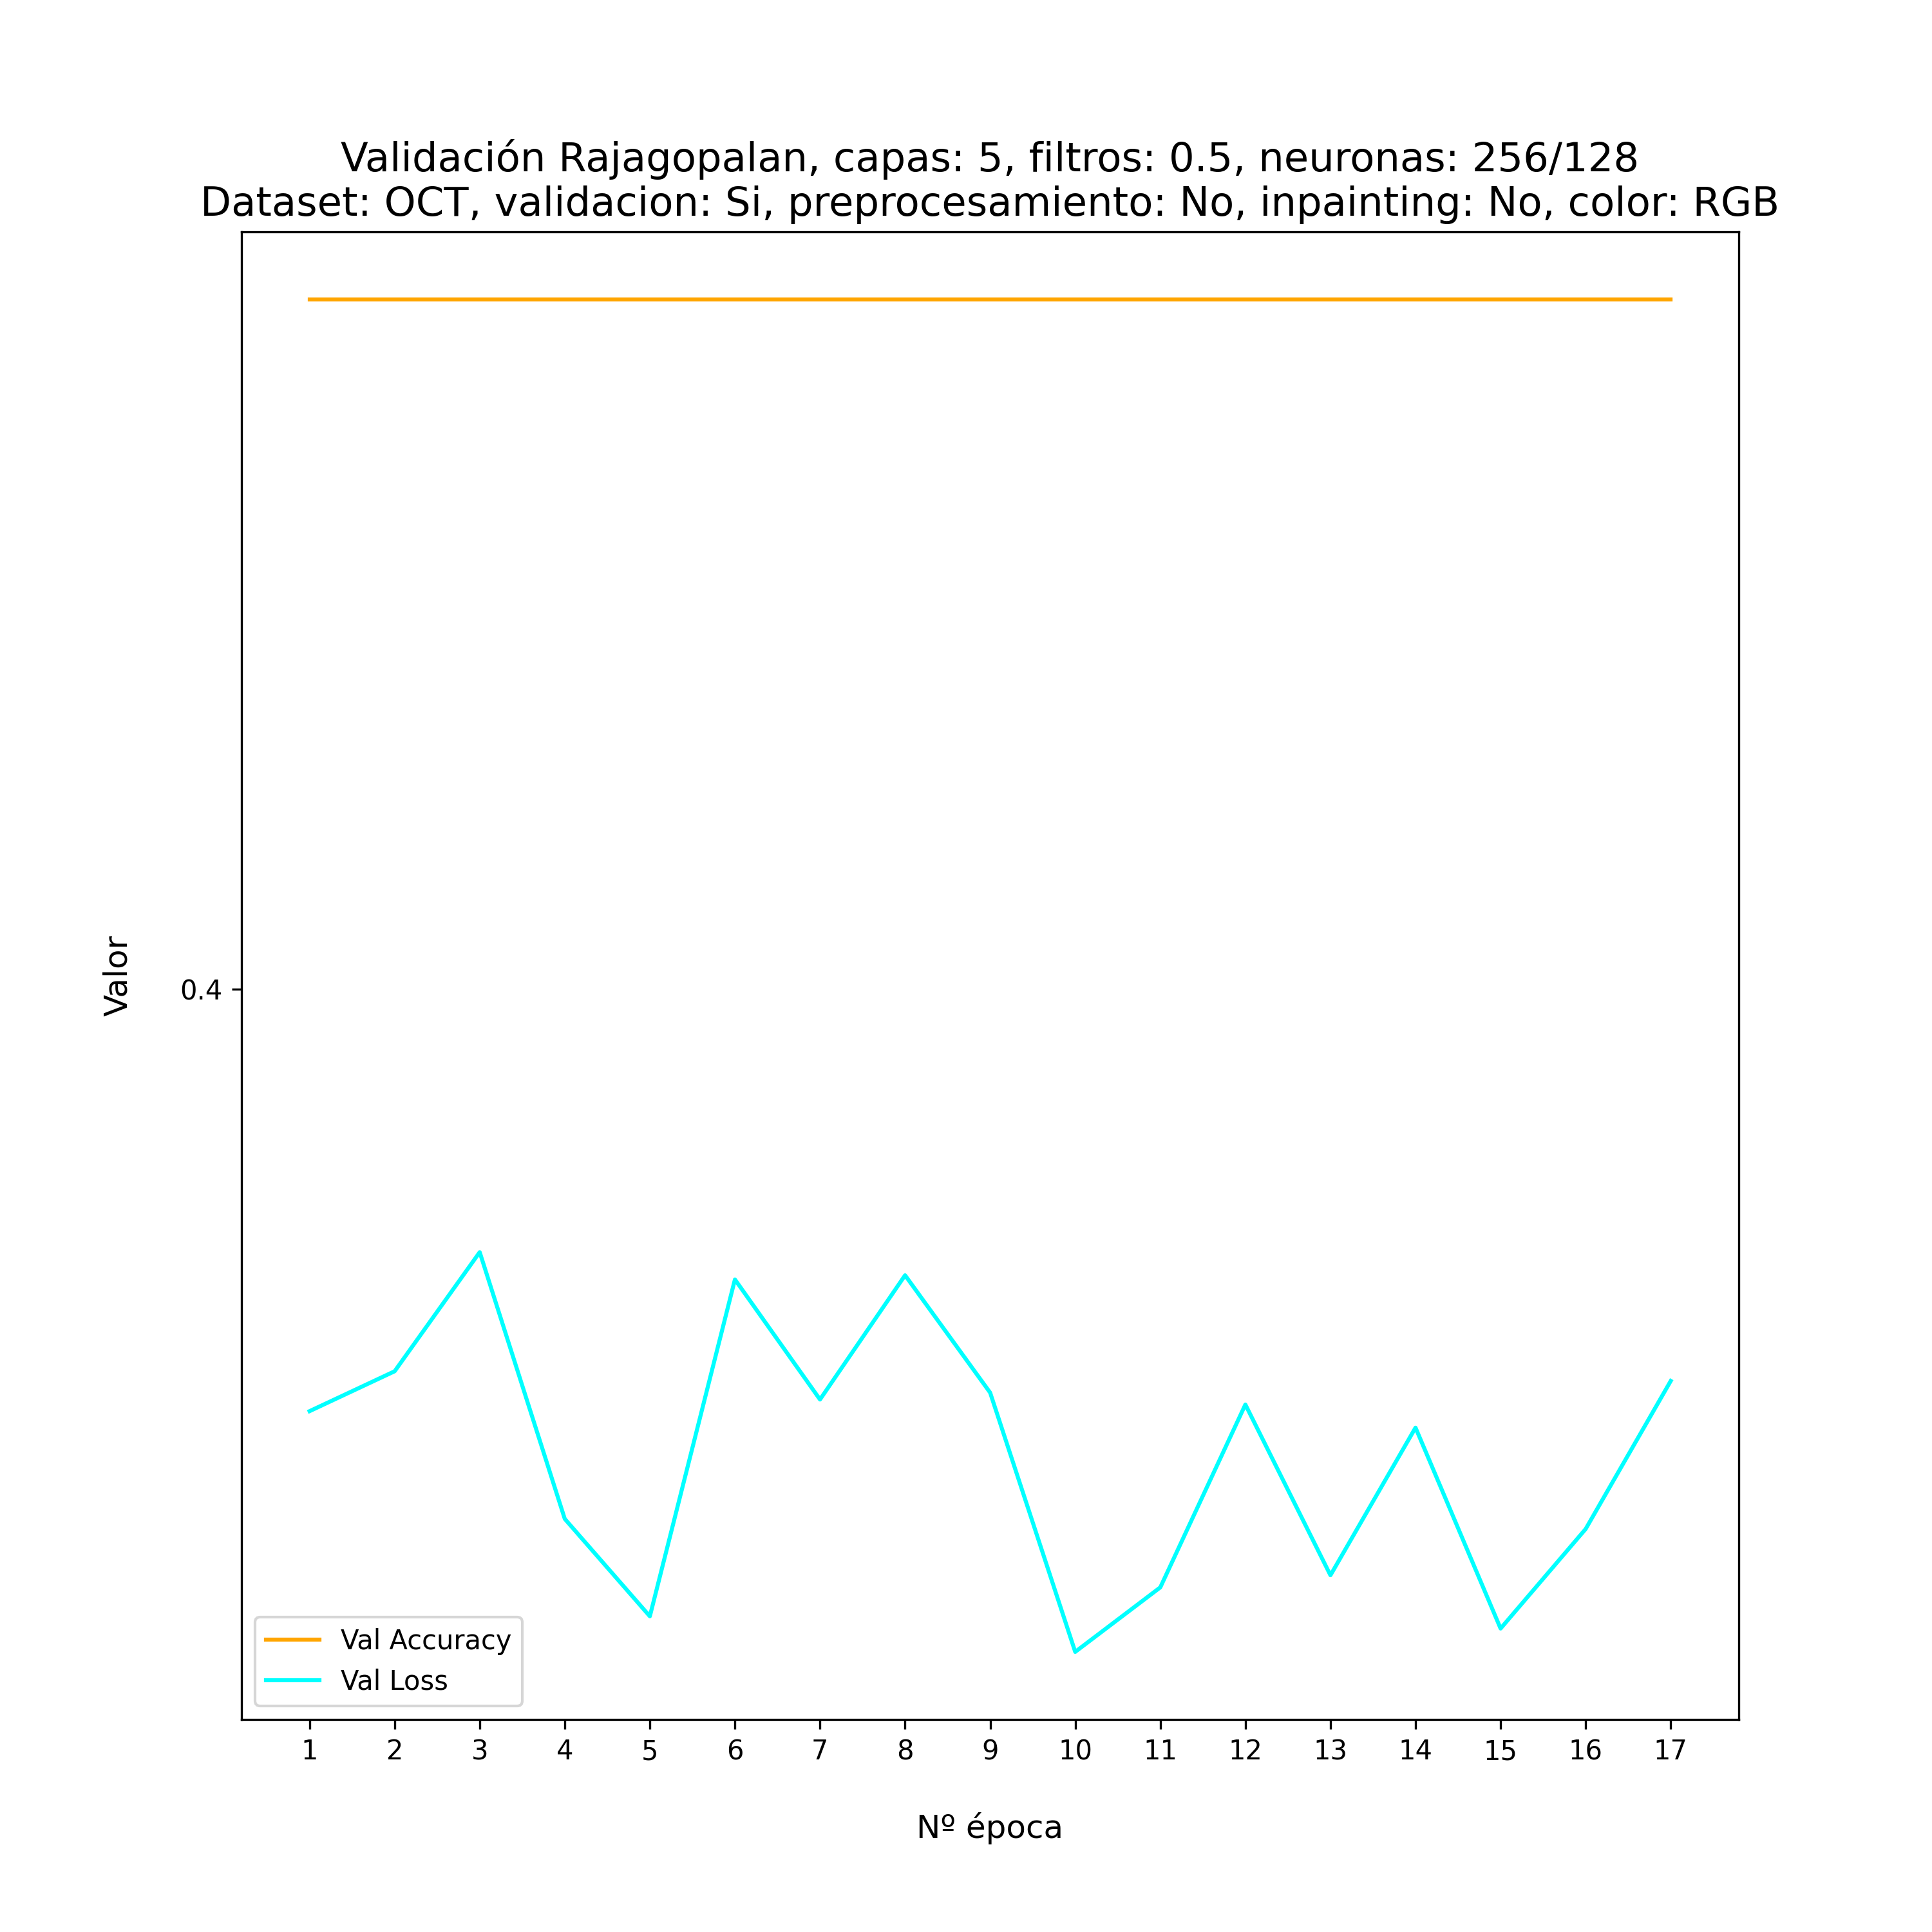 Validación Rajagopalan, capas: 5, filtros: 0.5, neuronas: 256/128
Dataset: OCT, validacion: Si, preprocesamiento: No, inpainting: No, color: RGB
Valor
0.4
Val Accuracy
Val Loss
1 2 3 4 5 6 7 8 9 10 11 12 13 14 15 16 17
Nº época